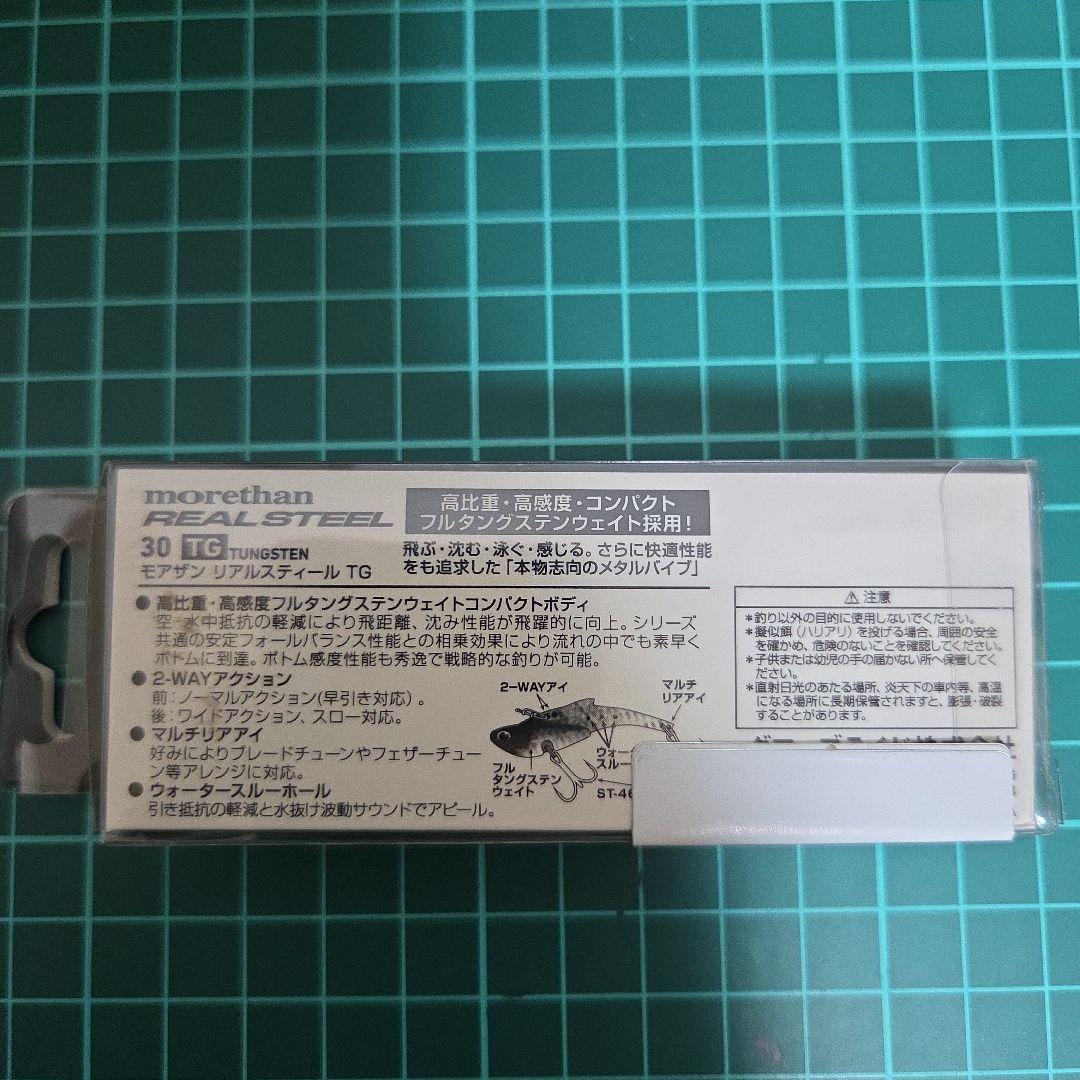 morethan
REAL STEEL
30 TG TUNGSTEN
モアザン リアルスティール TG
高比重・高感度・コンパクト
フルタングステンウェイト採用!
飛ぶ・沈む・泳ぐ・感じる。さらに快適性能
をも追求した「本物志向のメタルバイブ」
● 高比重・高感度フルタングステンウェイトコンパクトボディ
空・水中抵抗の軽減により飛距離、沈み性能が飛躍的に向上。シリーズ
共通の安定フォールバランス性能との相乗効果により流れの中でも素早く
ボトムに到達。ボトム感度性能も秀逸で戦略的な釣りが可能。
● 2-WAYアクション
前：ノーマルアクション(早引き対応)。
後：ワイドアクション、スロー対応。
● マルチリアアイ
好みによりブレードチューンやフェザーチュー
ン等アレンジに対応。
● ウォータースルーホール
引き抵抗の軽減と水抜け波動サウンドでアピール。
2-WAYアイ
マルチ
リアアイ
ウォー
スルー
フル
タングステン
ウェイト
ST-46
⚠ 注意
*釣り以外の目的に使用しないでください。
*擬似餌（ハリアリ）を投げる場合、周囲の安全
を確かめ、危険のないことを確認してください。
*子供または幼児の手の届かない所へ保管してく
ださい。
*直射日光のあたる場所、炎天下の車内等、高温
になる場所に長期保管されますと、膨張・破裂
することがあります。